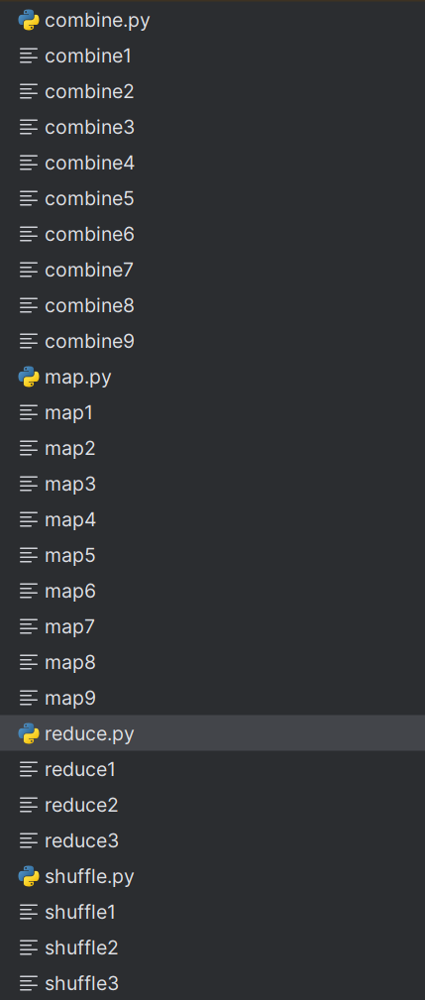 combine.py
combine1
combine2
combine3
combine4
combine5
combine6
combine7
combine8
combine9
map.py
map1
map2
map3
map4
map5
map6
map7
map8
map9
reduce.py
reduce1
reduce2
reduce3
shuffle.py
shuffle1
shuffle2
shuffle3